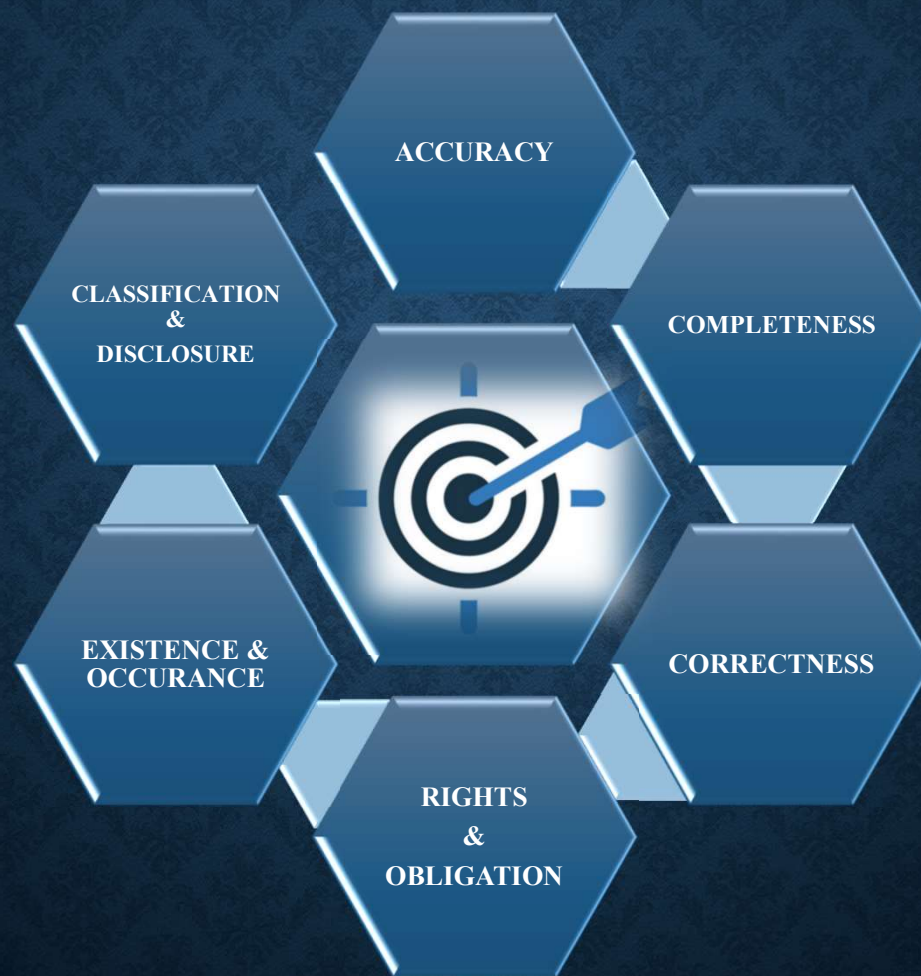 ACCURACY
COMPLETENESS
CORRECTNESS
RIGHTS
&
OBLIGATION
EXISTENCE &
OCCURANCE
CLASSIFICATION
&
DISCLOSURE